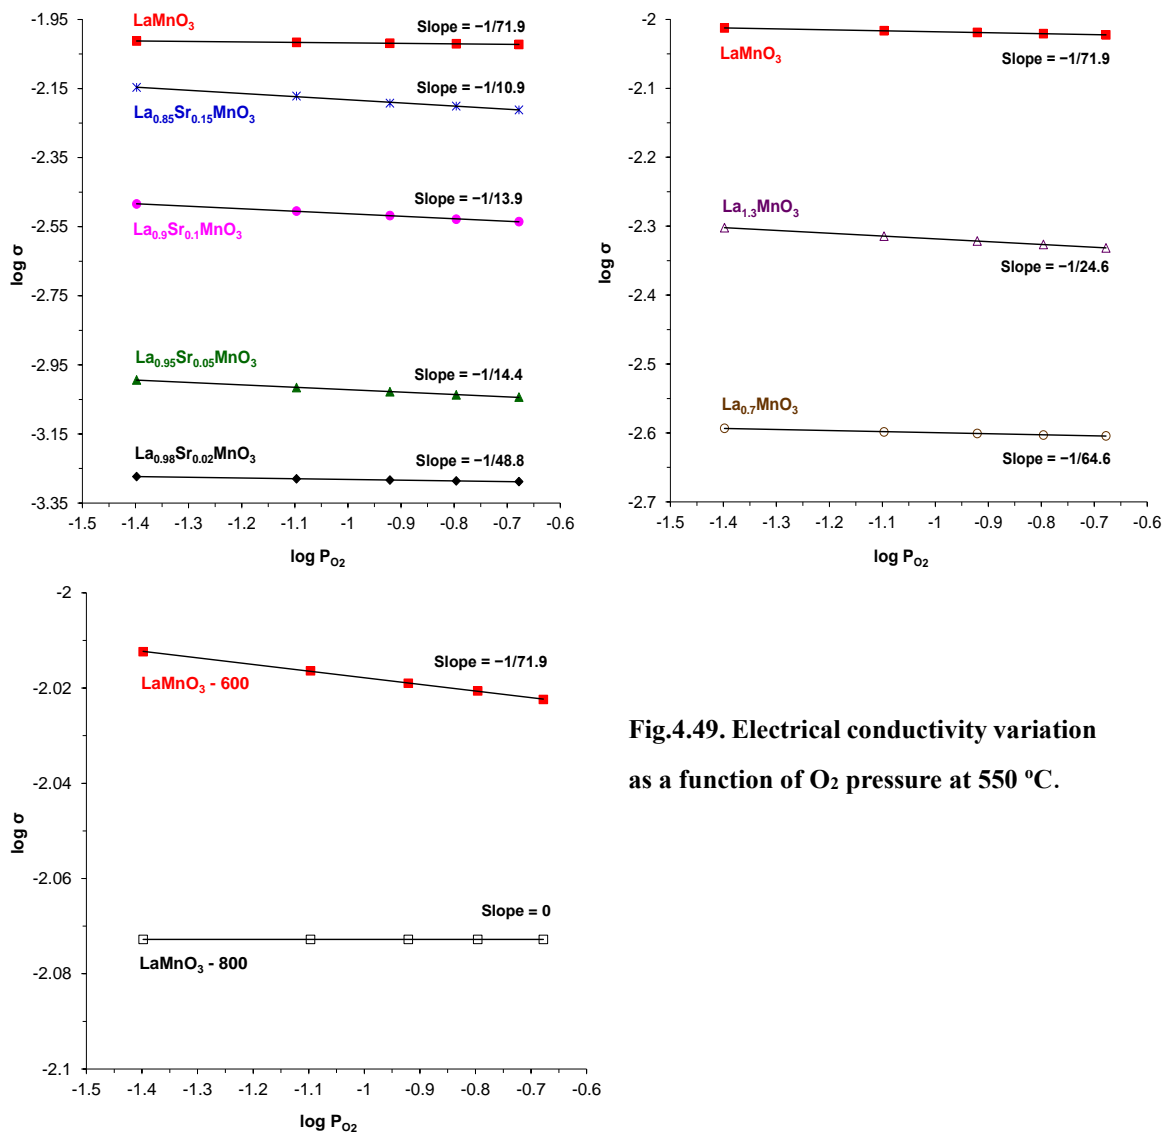 -1.95
-2.15
-2.35
-2.55
-2.75
-2.95
-3.15
-3.35
log σ
LaMnO₃
Slope = −1/71.9
Slope = −1/10.9
La₀.₈₅Sr₀.₁₅MnO₃
Slope = −1/13.9
La₀.₉Sr₀.₁MnO₃
La₀.₉₅Sr₀.₀₅MnO₃
Slope = −1/14.4
La₀.₉₈Sr₀.₀₂MnO₃
Slope = −1/48.8
-1.5 -1.4 -1.3 -1.2 -1.1 -1 -0.9 -0.8 -0.7 -0.6
log P_O₂
-2
-2.1
-2.2
-2.3
-2.4
-2.5
-2.6
-2.7
log σ
LaMnO₃
Slope = −1/71.9
La₁.₃MnO₃
Slope = −1/24.6
La₀.₇MnO₃
Slope = −1/64.6
-1.5 -1.4 -1.3 -1.2 -1.1 -1 -0.9 -0.8 -0.7 -0.6
log P_O₂
-2
-2.02
-2.04
-2.06
-2.08
-2.1
log σ
Slope = −1/71.9
LaMnO₃ - 600
Slope = 0
LaMnO₃ - 800
-1.5 -1.4 -1.3 -1.2 -1.1 -1 -0.9 -0.8 -0.7 -0.6
log P_O₂
Fig.4.49. Electrical conductivity variation
as a function of O₂ pressure at 550 ºC.